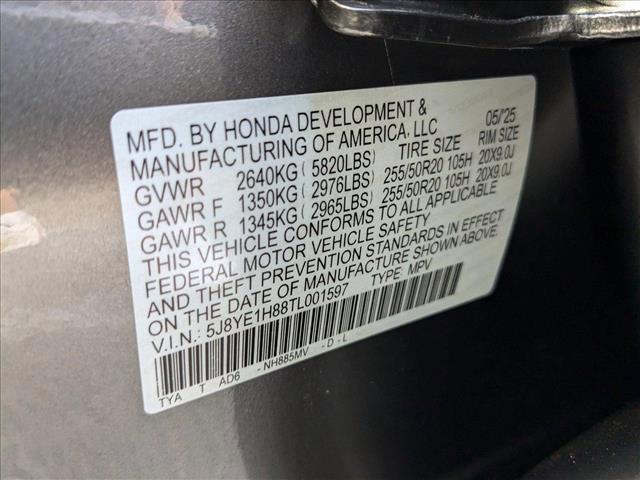 MFD. BY HONDA DEVELOPMENT & 05/'25
MANUFACTURING OF AMERICA, LLC
TIRE SIZE RIM SIZE
GVWR 2640KG ( 5820LBS)
GAWR F 1350KG ( 2976LBS) 255/50R20 105H 20X9.0J
GAWR R 1345KG ( 2965LBS) 255/50R20 105H 20X9.0J
THIS VEHICLE CONFORMS TO ALL APPLICABLE
FEDERAL MOTOR VEHICLE SAFETY
AND THEFT PREVENTION STANDARDS IN EFFECT
ON THE DATE OF MANUFACTURE SHOWN ABOVE.
V.I.N.: 5J8YE1H88TL001597 TYPE: MPV
TYA T AD6 - NH885MV - D - L